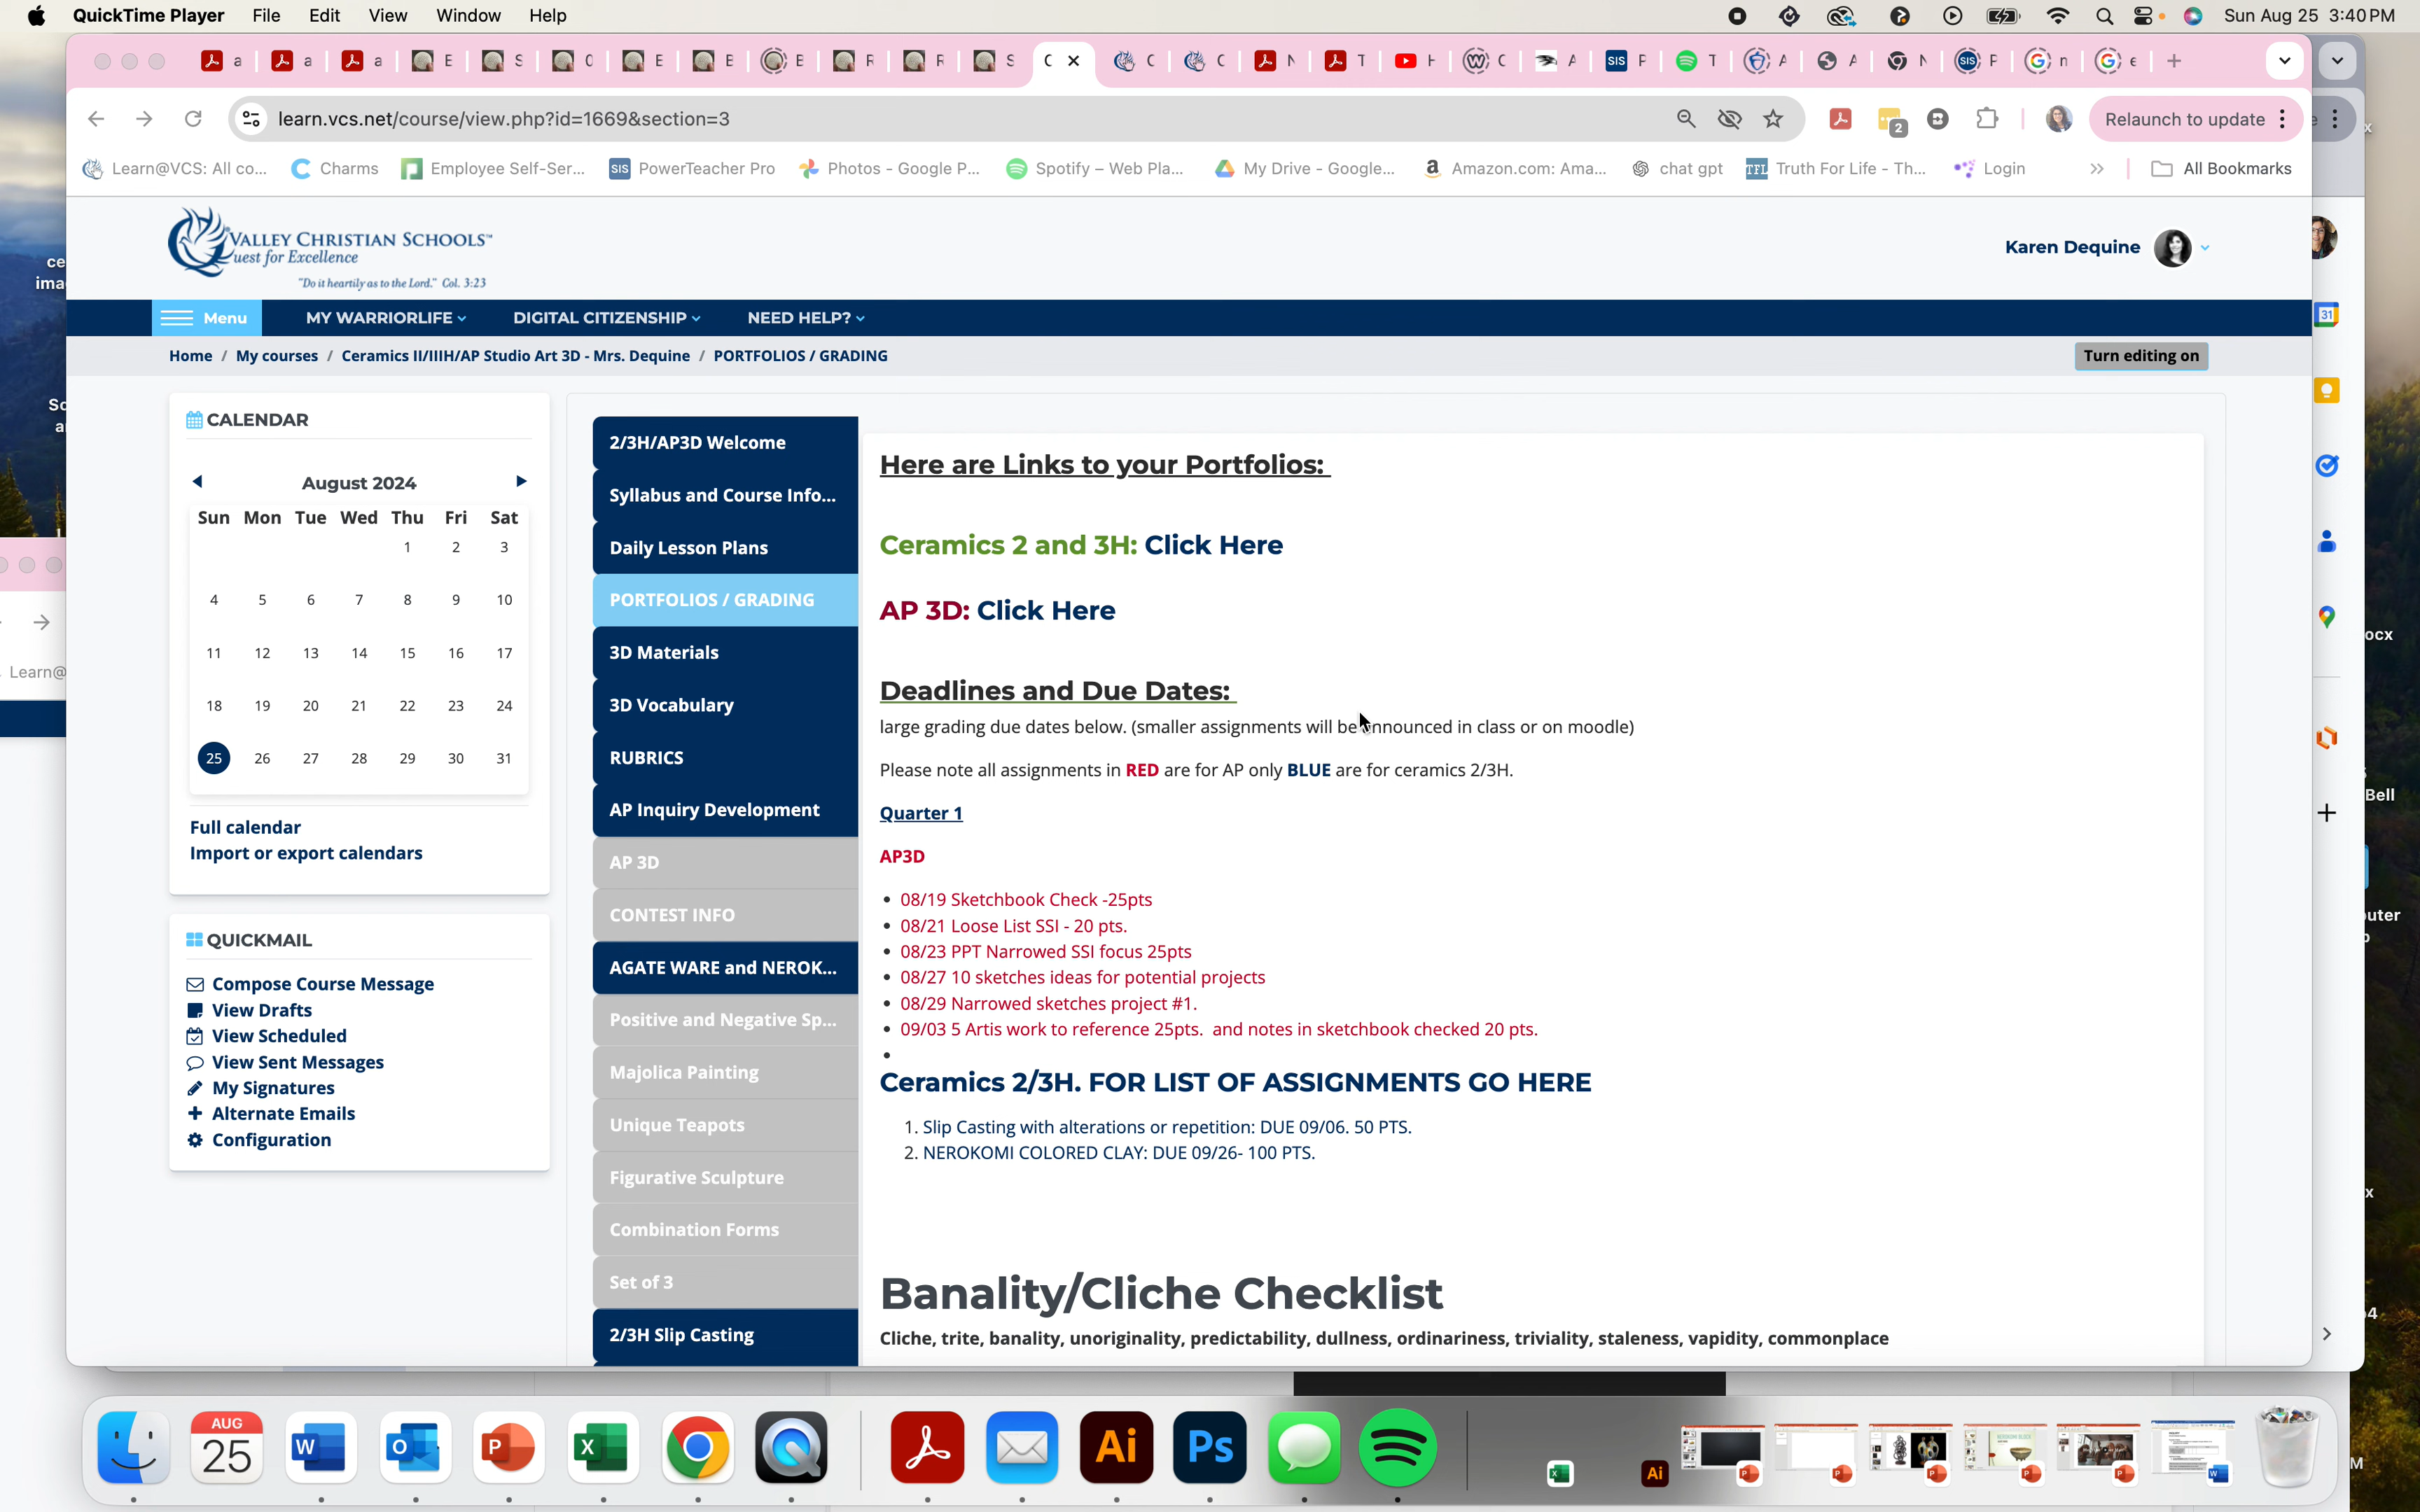 QuickTime Player File Edit View Window Help
Sun Aug 25 3:40 PM
a a a E S C E E E R R S C C C N T H C A SIS P T A A N SIS P n e
learn.vcs.net/course/view.php?id=1669&section=3
2
Relaunch to update
Learn@VCS: All co...
Charms
Employee Self-Ser...
SIS PowerTeacher Pro
Photos - Google P...
Spotify – Web Pla...
My Drive - Google...
Amazon.com: Ama...
chat gpt
TFL Truth For Life - Th...
Login
All Bookmarks
VALLEY CHRISTIAN SCHOOLS™
Quest for Excellence
"Do it heartily as to the Lord." Col. 3:23
Karen Dequine
Menu
MY WARRIORLIFE
DIGITAL CITIZENSHIP
NEED HELP?
Home / My courses / Ceramics II/IIIH/AP Studio Art 3D - Mrs. Dequine / PORTFOLIOS / GRADING
Turn editing on
CALENDAR
August 2024
Sun Mon Tue Wed Thu Fri Sat
1 2 3
4 5 6 7 8 9 10
11 12 13 14 15 16 17
18 19 20 21 22 23 24
25 26 27 28 29 30 31
Full calendar
Import or export calendars
QUICKMAIL
Compose Course Message
View Drafts
View Scheduled
View Sent Messages
My Signatures
Alternate Emails
Configuration
2/3H/AP3D Welcome
Syllabus and Course Info...
Daily Lesson Plans
PORTFOLIOS / GRADING
3D Materials
3D Vocabulary
RUBRICS
AP Inquiry Development
AP 3D
CONTEST INFO
AGATE WARE and NEROK...
Positive and Negative Sp...
Majolica Painting
Unique Teapots
Figurative Sculpture
Combination Forms
Set of 3
2/3H Slip Casting
Here are Links to your Portfolios:
Ceramics 2 and 3H: Click Here
AP 3D: Click Here
Deadlines and Due Dates:
large grading due dates below. (smaller assignments will be announced in class or on moodle)
Please note all assignments in RED are for AP only BLUE are for ceramics 2/3H.
Quarter 1
AP3D
• 08/19 Sketchbook Check -25pts
• 08/21 Loose List SSI - 20 pts.
• 08/23 PPT Narrowed SSI focus 25pts
• 08/27 10 sketches ideas for potential projects
• 08/29 Narrowed sketches project #1.
• 09/03 5 Artis work to reference 25pts. and notes in sketchbook checked 20 pts.
•
Ceramics 2/3H. FOR LIST OF ASSIGNMENTS GO HERE
1. Slip Casting with alterations or repetition: DUE 09/06. 50 PTS.
2. NEROKOMI COLORED CLAY: DUE 09/26- 100 PTS.
Banality/Cliche Checklist
Cliche, trite, banality, unoriginality, predictability, dullness, ordinariness, triviality, staleness, vapidity, commonplace
ce
ima
Sc
a
Learn@
31
ocx
Bell
uter
x
AUG
25
W
O
P
X
Ai
Ps